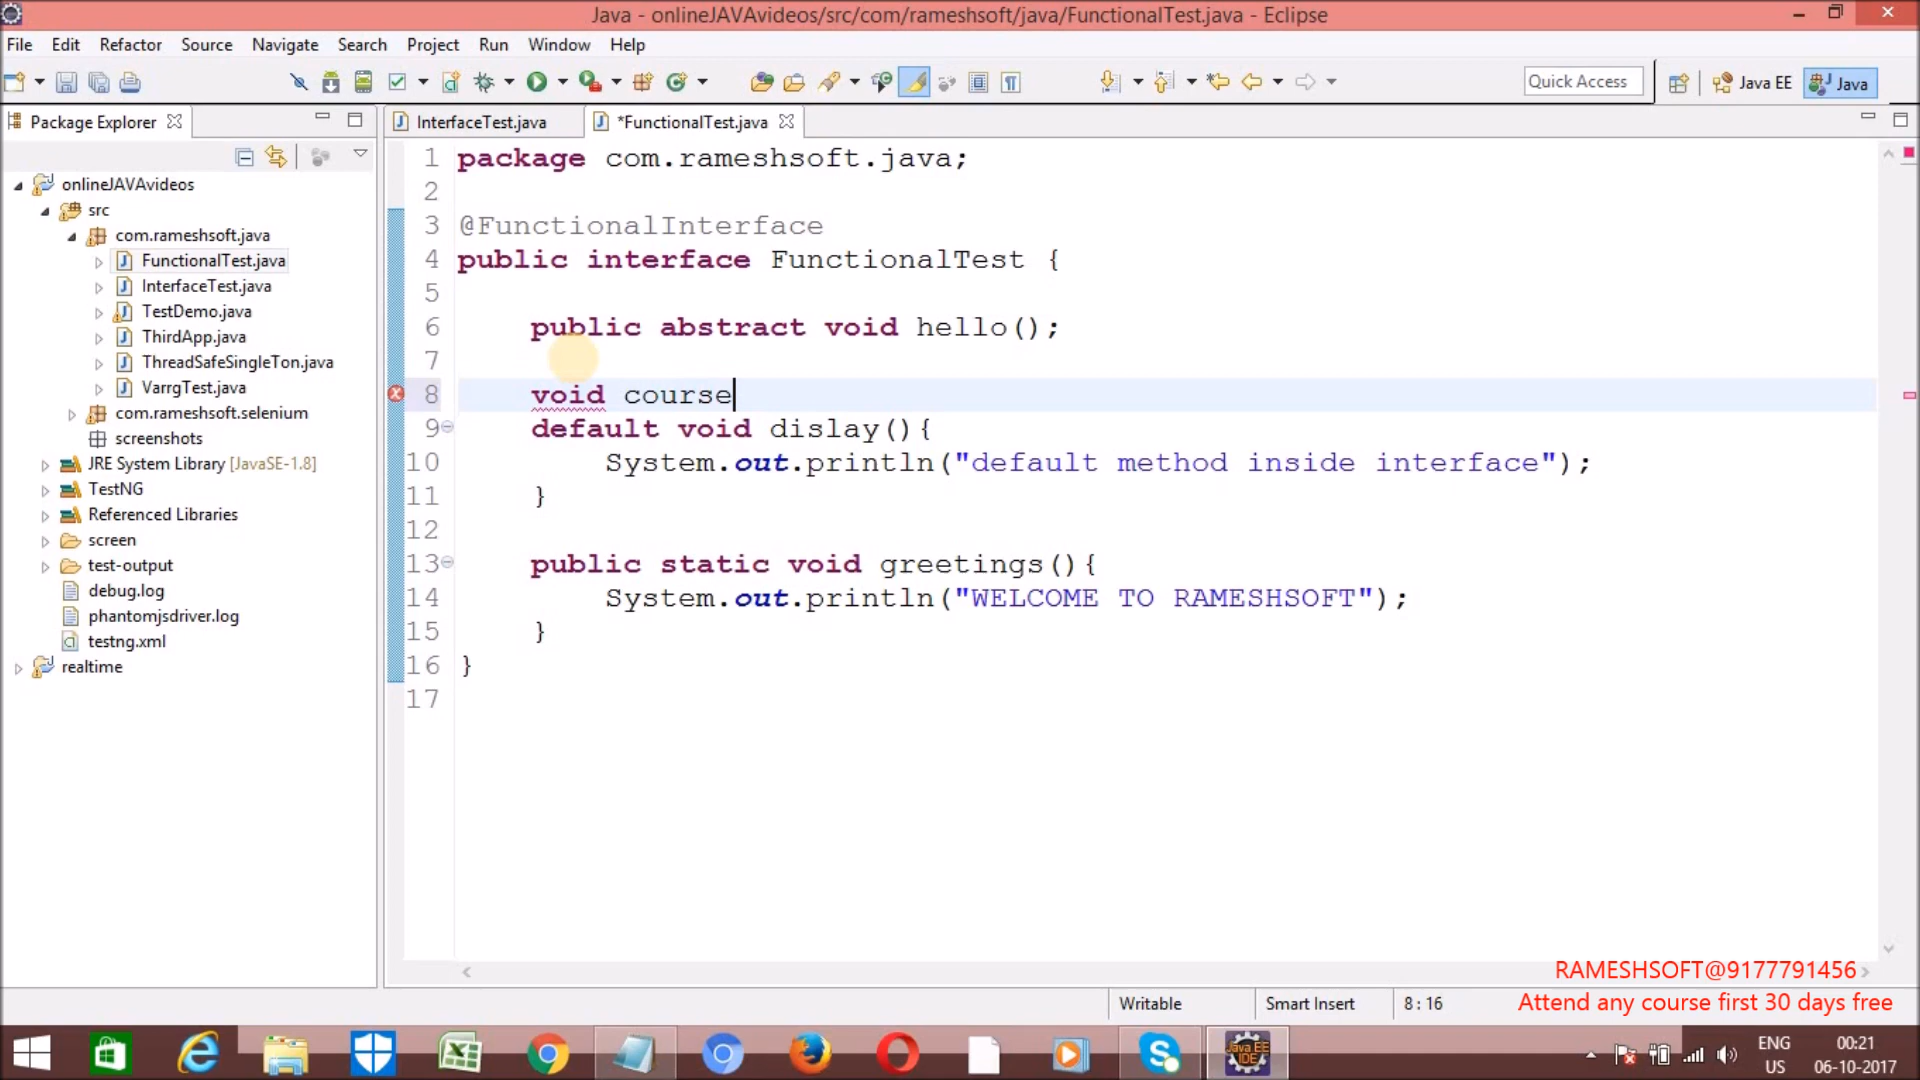 Java - onlineJAVAvideos/src/com/rameshsoft/java/FunctionalTest.java - Eclipse
File Edit Refactor Source Navigate Search Project Run Window Help
Quick Access Java EE Java
Package Explorer
InterfaceTest.java *FunctionalTest.java
onlineJAVAvideos
src
com.rameshsoft.java
FunctionalTest.java
InterfaceTest.java
TestDemo.java
ThirdApp.java
ThreadSafeSingleTon.java
VarrgTest.java
com.rameshsoft.selenium
screenshots
JRE System Library [JavaSE-1.8]
TestNG
Referenced Libraries
screen
test-output
debug.log
phantomjsdriver.log
testng.xml
realtime
1 package com.rameshsoft.java;
2
3 @FunctionalInterface
4 public interface FunctionalTest {
5
6 public abstract void hello();
7
8 void course
9 default void dislay(){
10 System.out.println("default method inside interface");
11 }
12
13 public static void greetings(){
14 System.out.println("WELCOME TO RAMESHSOFT");
15 }
16 }
17
RAMESHSOFT@9177791456
Attend any course first 30 days free
Writable Smart Insert 8 : 16
Java EE
IDE
ENG
US
00:21
06-10-2017